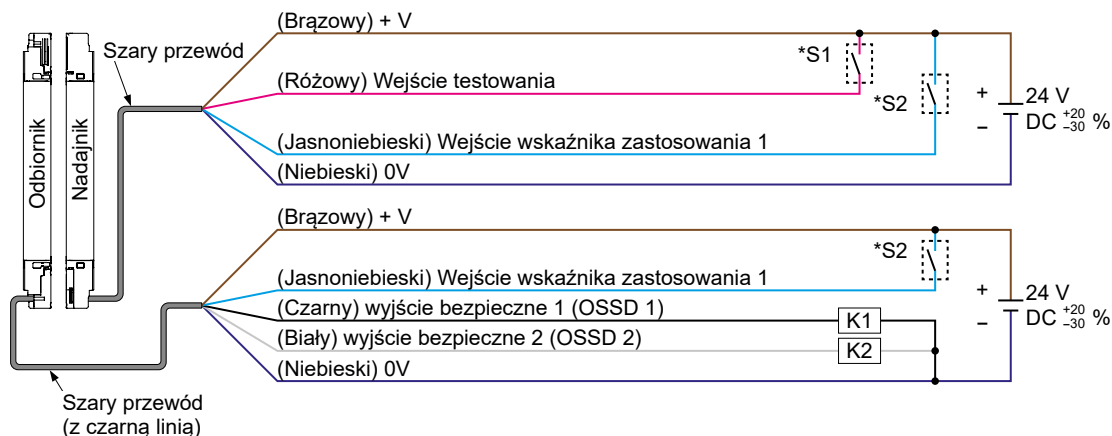 (Brązowy) + V
Szary przewód
*S1
(Różowy) Wejście testowania
*S2
+
−
24 V
DC +20 −30 %
(Jasnoniebieski) Wejście wskaźnika zastosowania 1
(Niebieski) 0V
Odbiornik
Nadajnik
(Brązowy) + V
*S2
(Jasnoniebieski) Wejście wskaźnika zastosowania 1
+
−
24 V
DC +20 −30 %
(Czarny) wyjście bezpieczne 1 (OSSD 1)
K1
(Biały) wyjście bezpieczne 2 (OSSD 2)
K2
(Niebieski) 0V
Szary przewód
(z czarną linią)